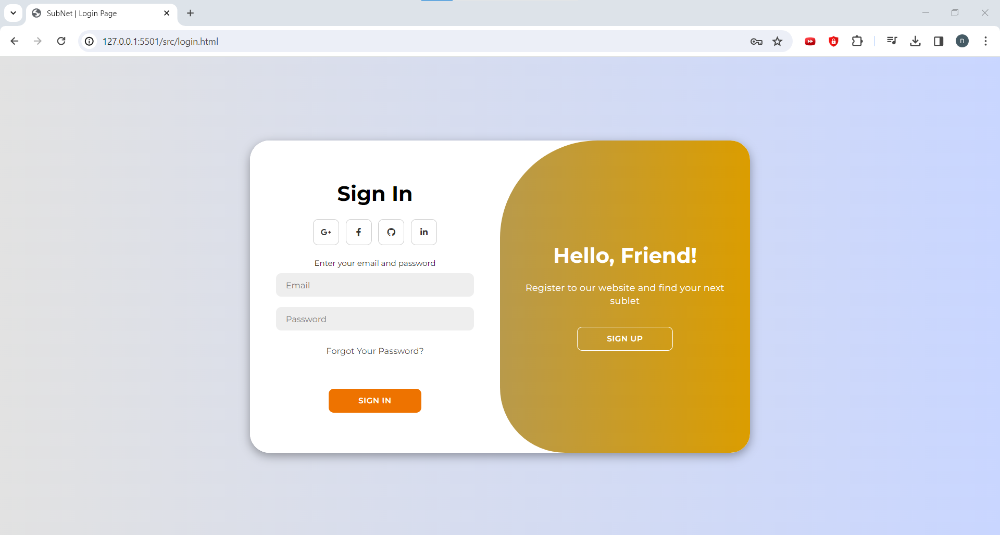 SubNet | Login Page
127.0.0.1:5501/src/login.html
n
Sign In
G+
f
in
Enter your email and password
Email
Password
Forgot Your Password?
SIGN IN
Hello, Friend!
Register to our website and find your next
sublet
SIGN UP